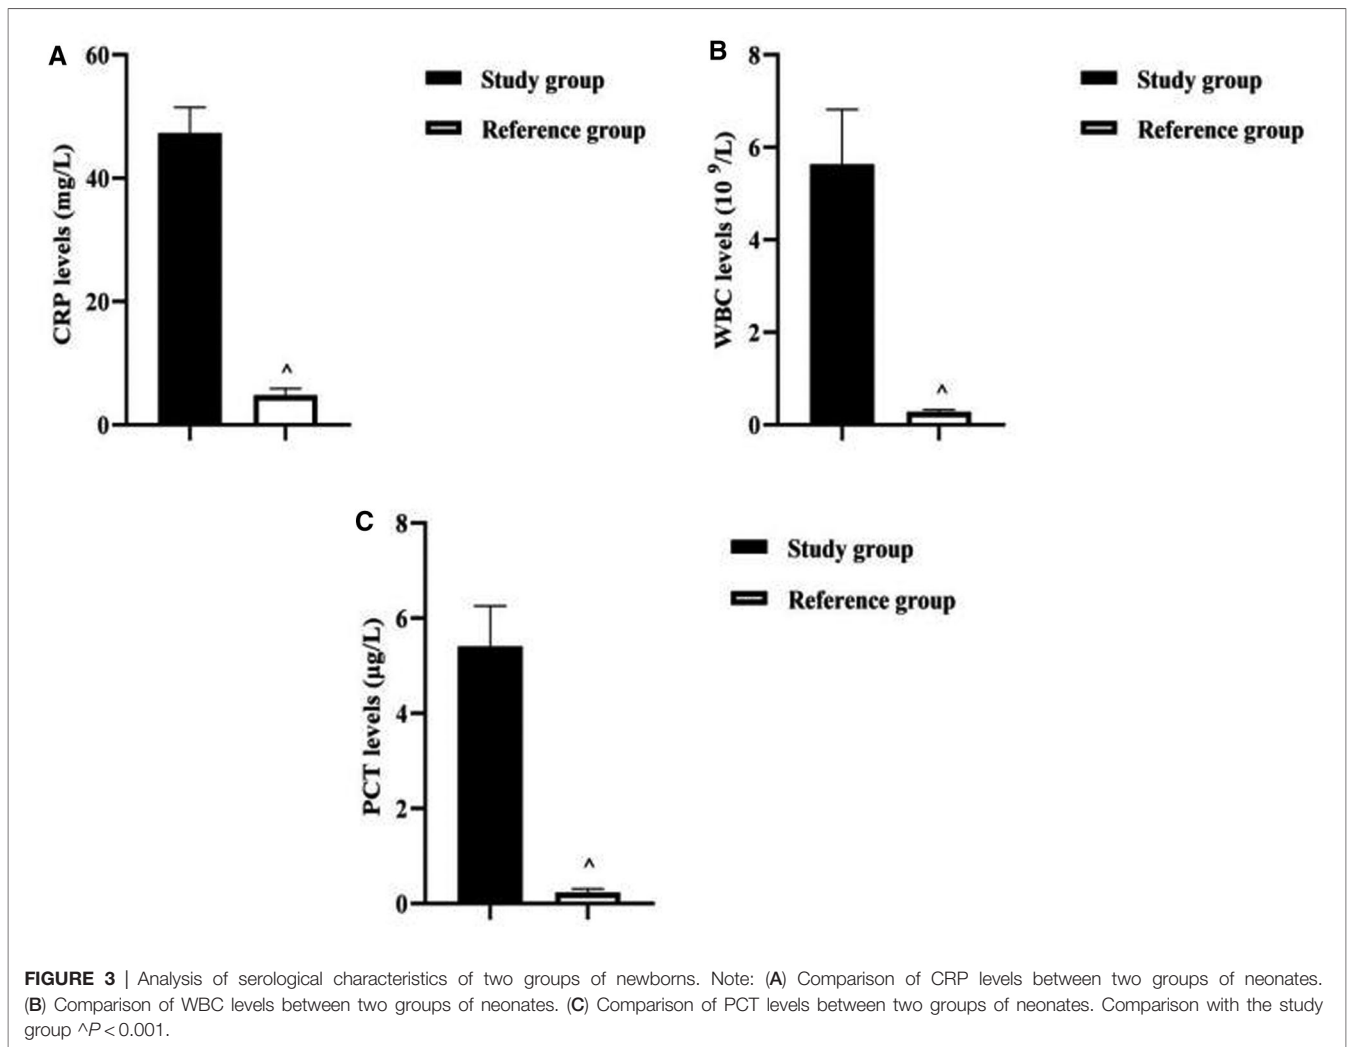 A
60
40
20
0
CRP levels (mg/L)
^
Study group
Reference group
B
8
6
4
2
0
WBC levels (10 9/L)
^
Study group
Reference group
C
8
6
4
2
0
PCT levels (μg/L)
^
Study group
Reference group
FIGURE 3 | Analysis of serological characteristics of two groups of newborns. Note: (A) Comparison of CRP levels between two groups of neonates.
(B) Comparison of WBC levels between two groups of neonates. (C) Comparison of PCT levels between two groups of neonates. Comparison with the study
group ^P < 0.001.